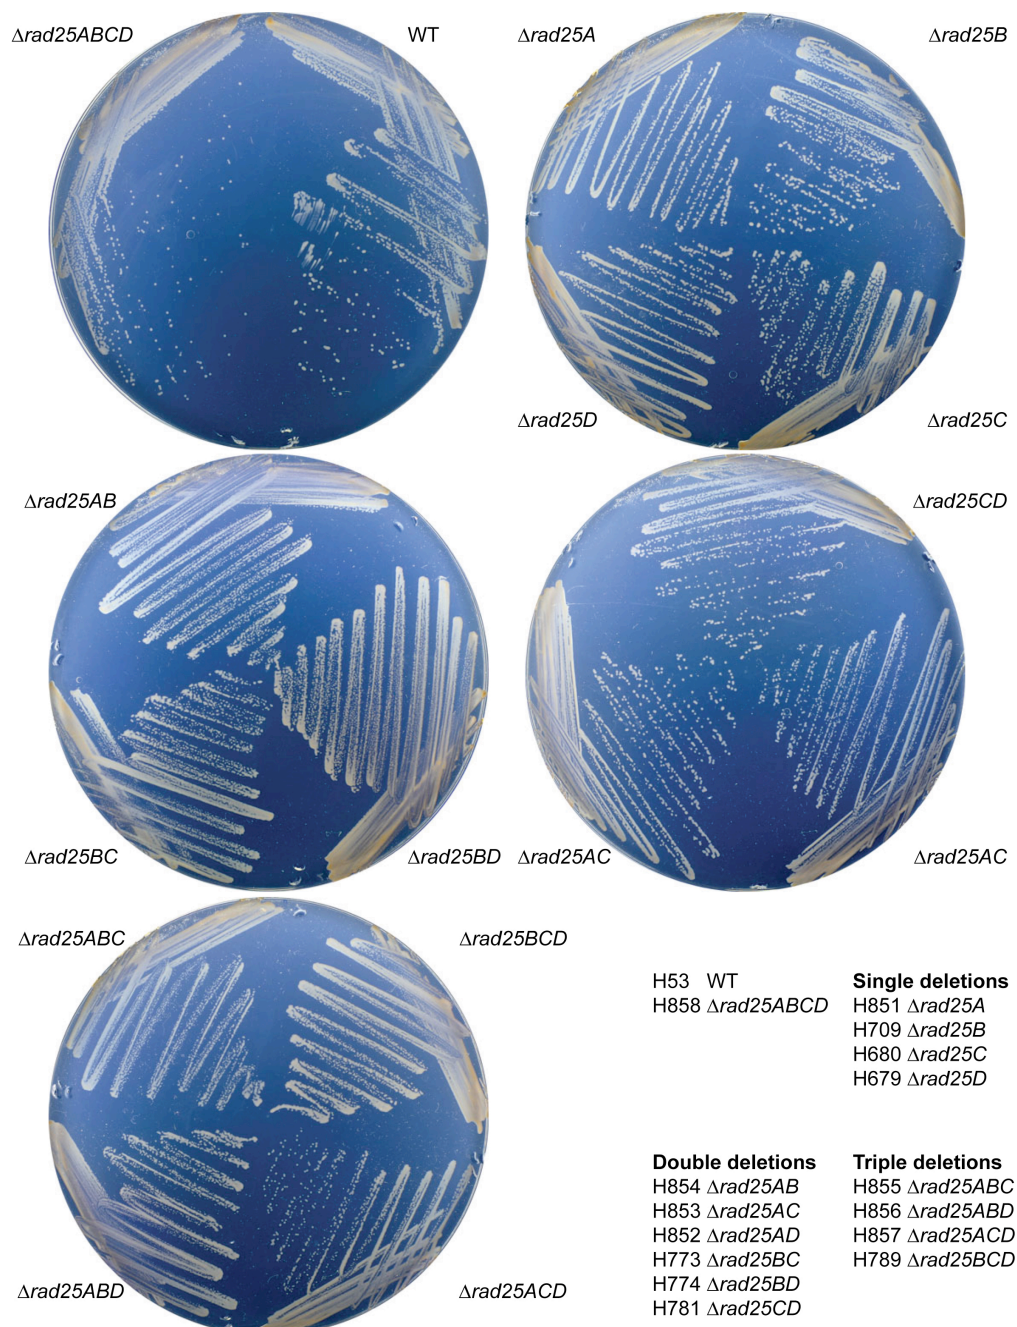 Δrad25ABCD
WT
Δrad25A
Δrad25B
Δrad25D
Δrad25C
Δrad25AB
Δrad25CD
Δrad25BC
Δrad25BD
Δrad25AC
Δrad25AC
Δrad25ABC
Δrad25BCD
Δrad25ABD
Δrad25ACD
H53 WT
H858 Δrad25ABCD
Single deletions
H851 Δrad25A
H709 Δrad25B
H680 Δrad25C
H679 Δrad25D
Double deletions
H854 Δrad25AB
H853 Δrad25AC
H852 Δrad25AD
H773 Δrad25BC
H774 Δrad25BD
H781 Δrad25CD
Triple deletions
H855 Δrad25ABC
H856 Δrad25ABD
H857 Δrad25ACD
H789 Δrad25BCD